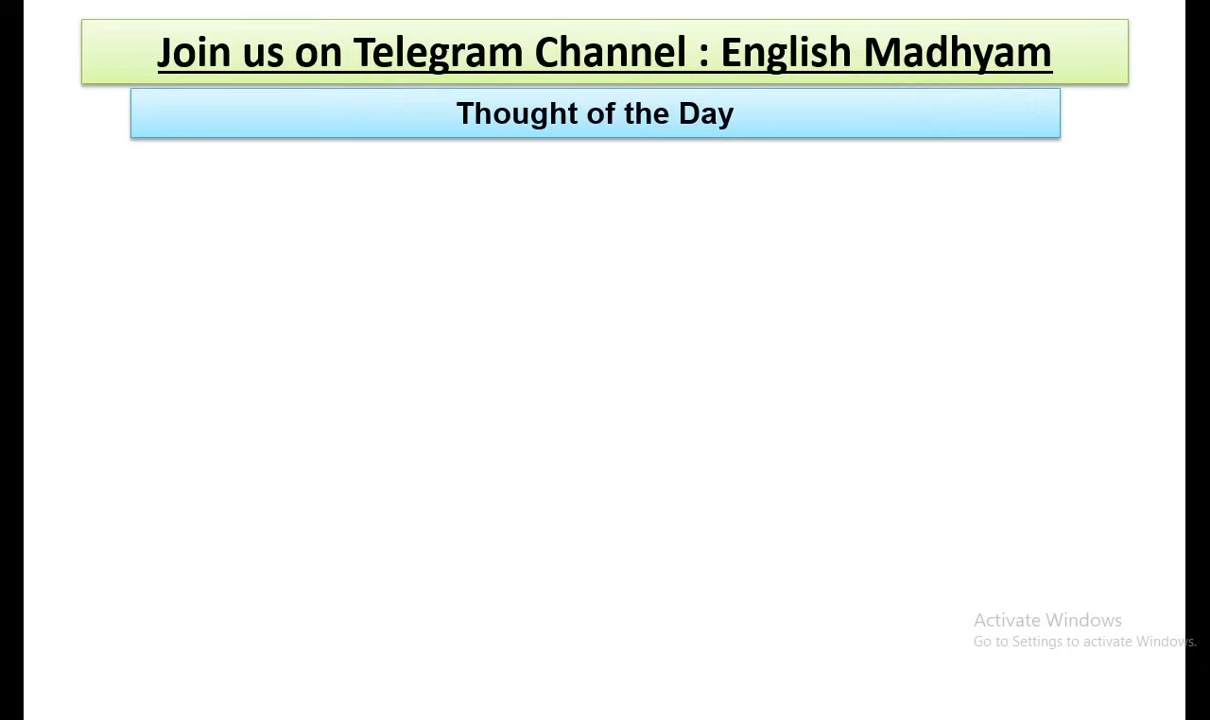 Join us on Telegram Channel : English Madhyam
Thought of the Day
Activate Windows
Go to Settings to activate Windows.